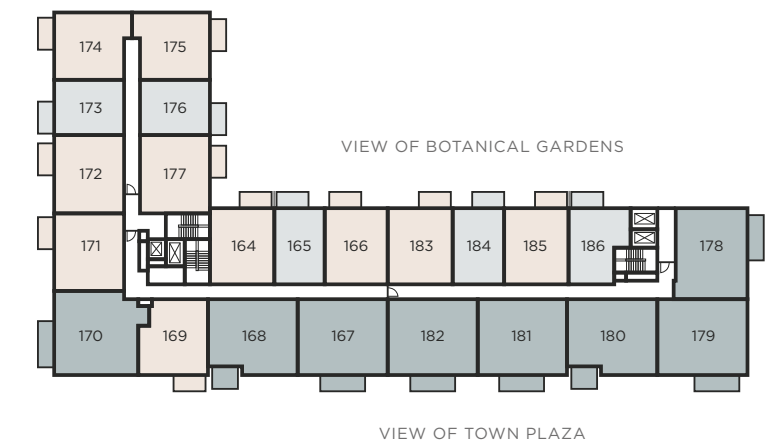 174 175
173 176
VIEW OF BOTANICAL GARDENS
172 177
171 164 165 166 183 184 185 186 178
170 169 168 167 182 181 180 179
VIEW OF TOWN PLAZA